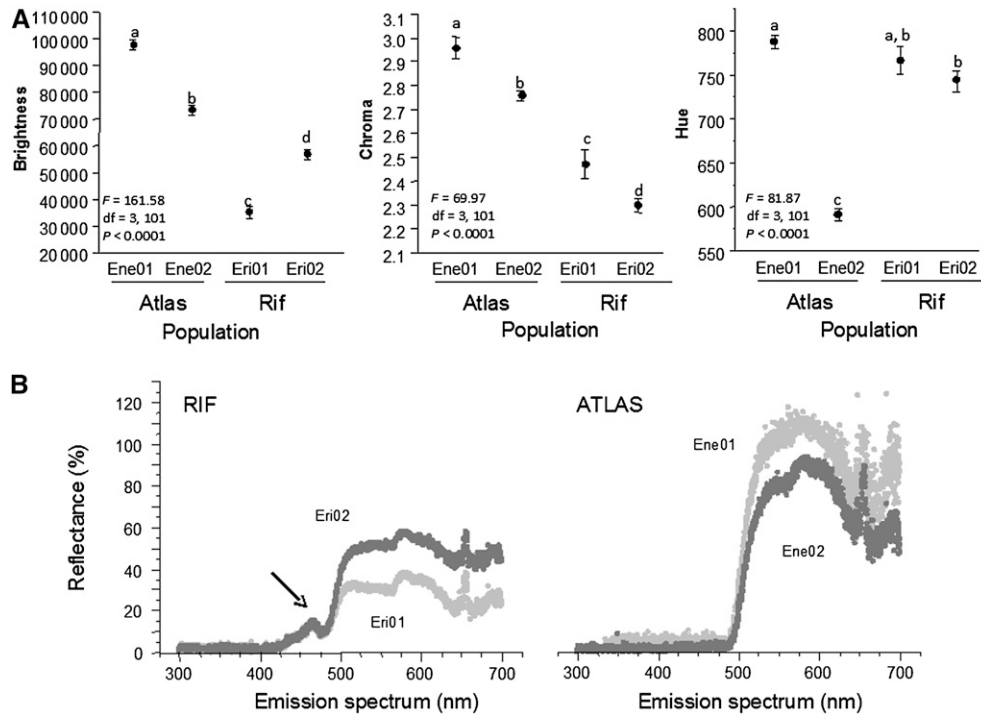 A
Brightness
110 000
100 000
90 000
80 000
70 000
60 000
50 000
40 000
30 000
20 000
a
b
c
d
F = 161.58
df = 3, 101
P < 0.0001
Ene01 Ene02 Eri01 Eri02
Atlas Rif
Population
Chroma
3.1
3.0
2.9
2.8
2.7
2.6
2.5
2.4
2.3
2.2
2.1
a
b
c
d
F = 69.97
df = 3, 101
P < 0.0001
Ene01 Ene02 Eri01 Eri02
Atlas Rif
Population
Hue
800
750
700
650
600
550
a
a, b
b
c
F = 81.87
df = 3, 101
P < 0.0001
Ene01 Ene02 Eri01 Eri02
Atlas Rif
Population
B
Reflectance (%)
120
100
80
60
40
20
0
RIF
Eri02
Eri01
300 400 500 600 700
Emission spectrum (nm)
ATLAS
Ene01
Ene02
300 400 500 600 700
Emission spectrum (nm)